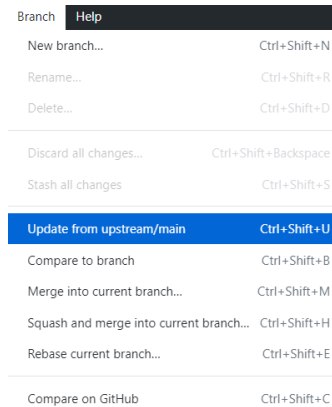 Branch Help
New branch... Ctrl+Shift+N
Rename... Ctrl+Shift+R
Delete... Ctrl+Shift+D
Discard all changes... Ctrl+Shift+Backspace
Stash all changes Ctrl+Shift+S
Update from upstream/main Ctrl+Shift+U
Compare to branch Ctrl+Shift+B
Merge into current branch... Ctrl+Shift+M
Squash and merge into current branch... Ctrl+Shift+H
Rebase current branch... Ctrl+Shift+E
Compare on GitHub Ctrl+Shift+C